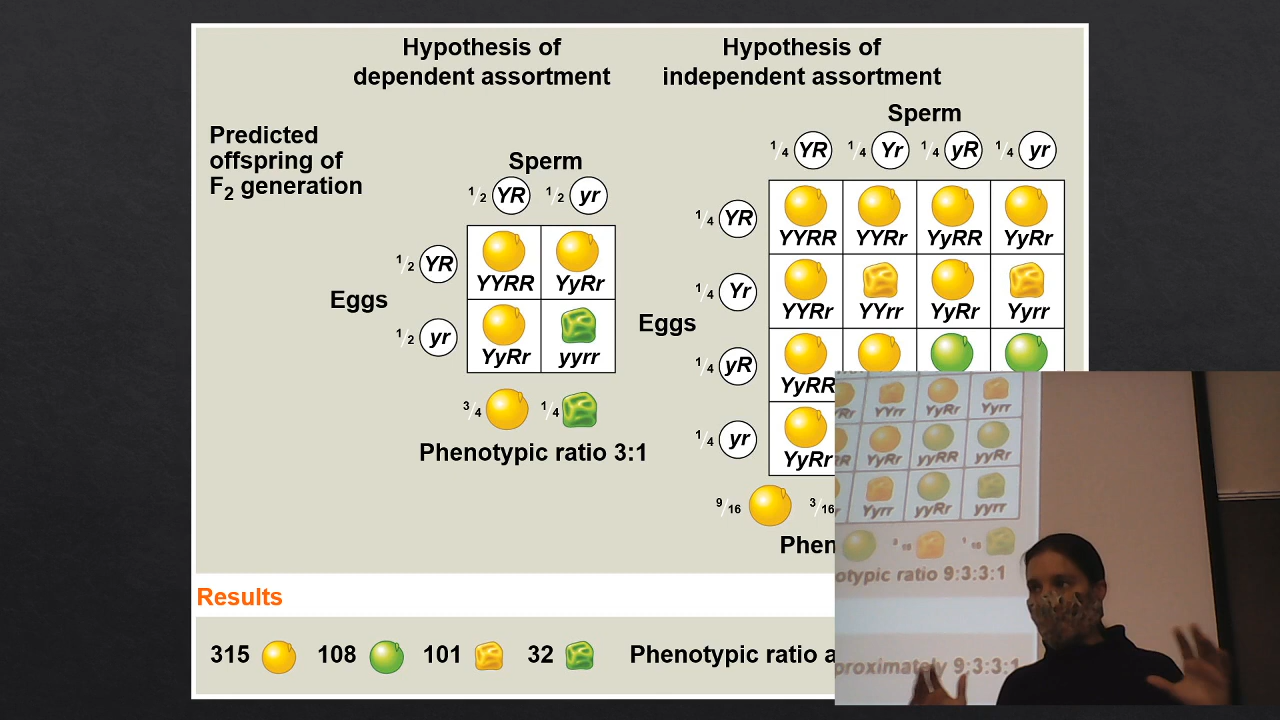 Hypothesis of
dependent assortment
Hypothesis of
independent assortment
Predicted
offspring of
F2 generation
Sperm
1/2 YR 1/2 yr
Eggs
1/2 YR
1/2 yr
YYRR YyRr
YyRr yyrr
3/4 1/4
Phenotypic ratio 3:1
Sperm
1/4 YR 1/4 Yr 1/4 yR 1/4 yr
Eggs
1/4 YR
1/4 Yr
1/4 yR
1/4 yr
YYRR YYRr YyRR YyRr
YYRr YYrr YyRr Yyrr
YyRR
YyRr
9/16 3/16
Phen
Results
315 108 101 32 Phenotypic ratio a
Rr YYrr YyRr Yyrr
RR YyRr yyRR yyRr
Yyrr yyRr yyrr
otypic ratio 9:3:3:1
proximately 9:3:3:1